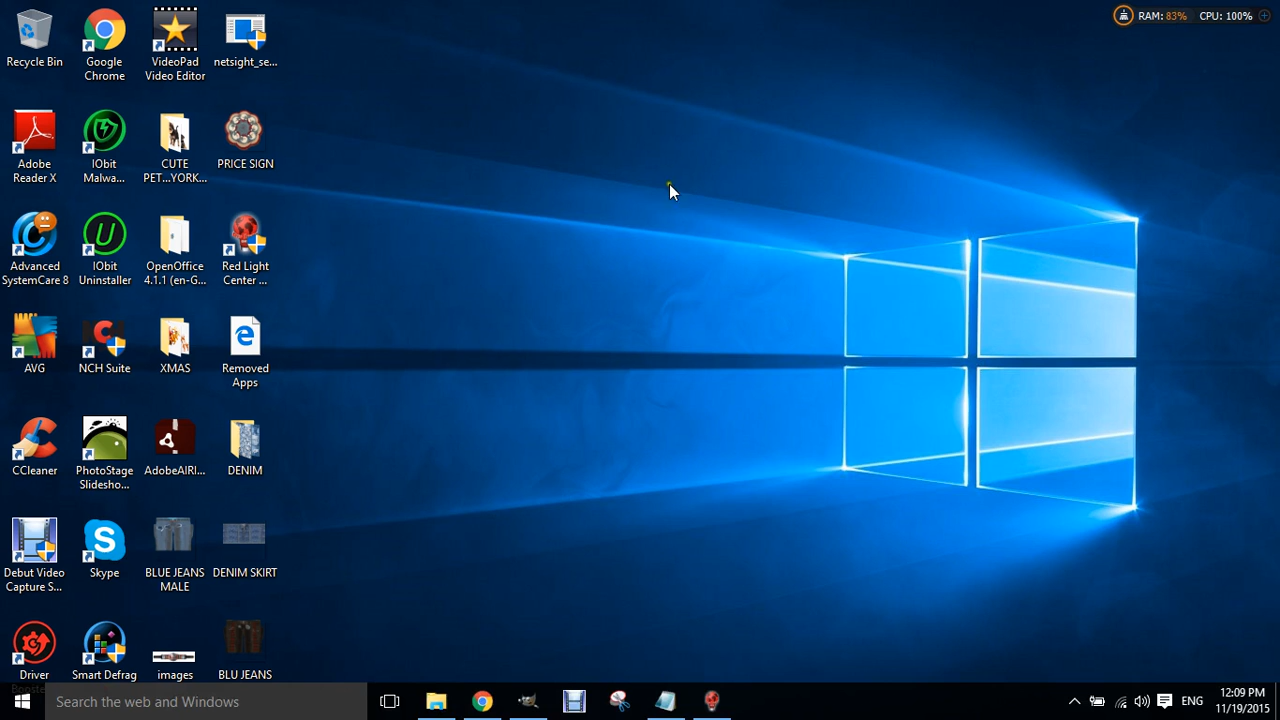 RAM: 83% CPU: 100%
Recycle Bin
Google
Chrome
VideoPad
Video Editor
netsight_se...
Adobe
Reader X
IObit
Malwa...
CUTE
PET...YORK...
PRICE SIGN
Advanced
SystemCare 8
IObit
Uninstaller
OpenOffice
4.1.1 (en-G...
Red Light
Center ...
AVG
NCH Suite
XMAS
Removed
Apps
CCleaner
PhotoStage
Slidesho...
AdobeAIRI...
DENIM
Debut Video
Capture S...
Skype
BLUE JEANS
MALE
DENIM SKIRT
Driver
Booster
Smart Defrag
images
BLU JEANS
Search the web and Windows
ENG
12:09 PM
11/19/2015